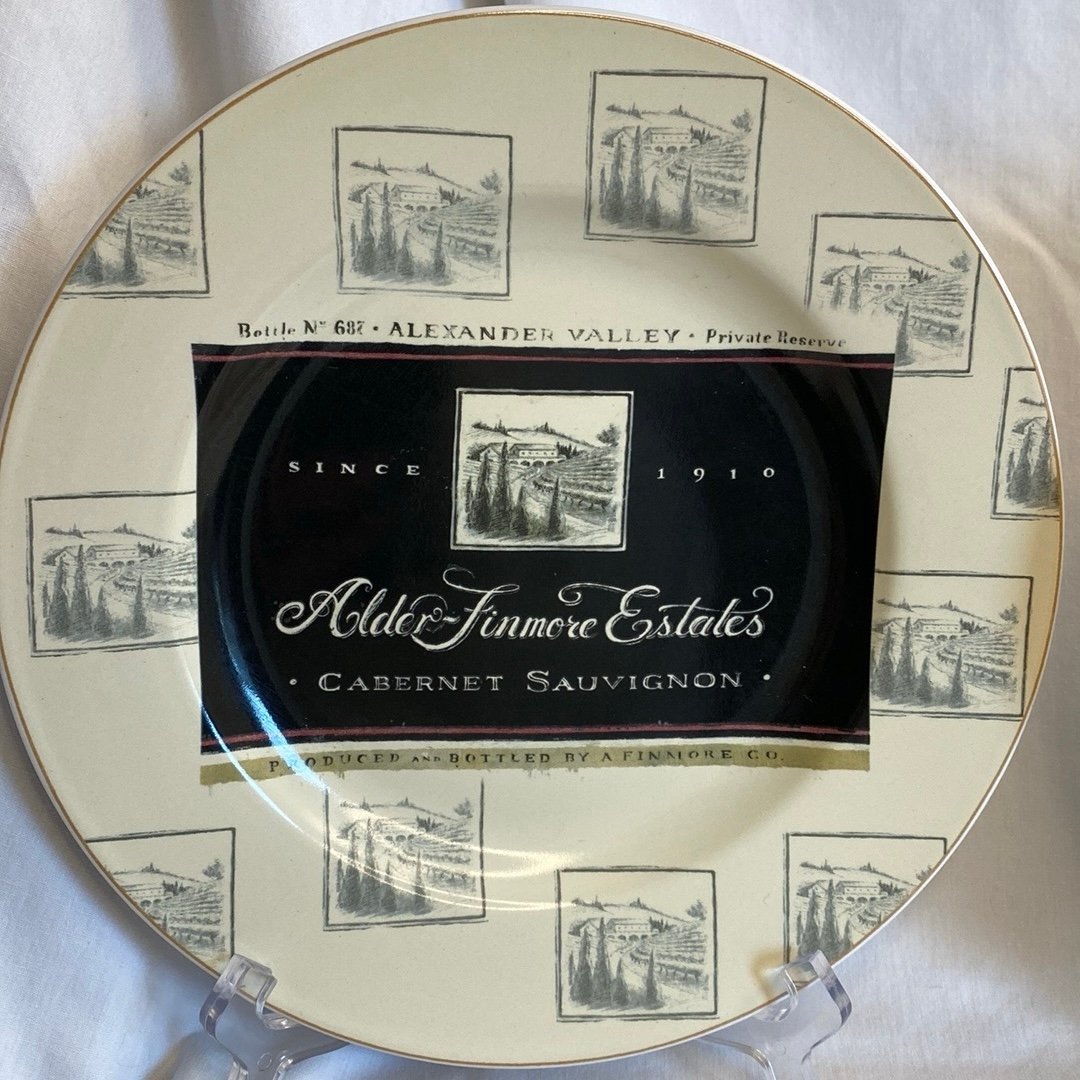 Bottle Nº 687 • ALEXANDER VALLEY • Private Reserve
SINCE 1910
Alder-Finmore Estates
• CABERNET SAUVIGNON •
PRODUCED AND BOTTLED BY A FINMORE CO.